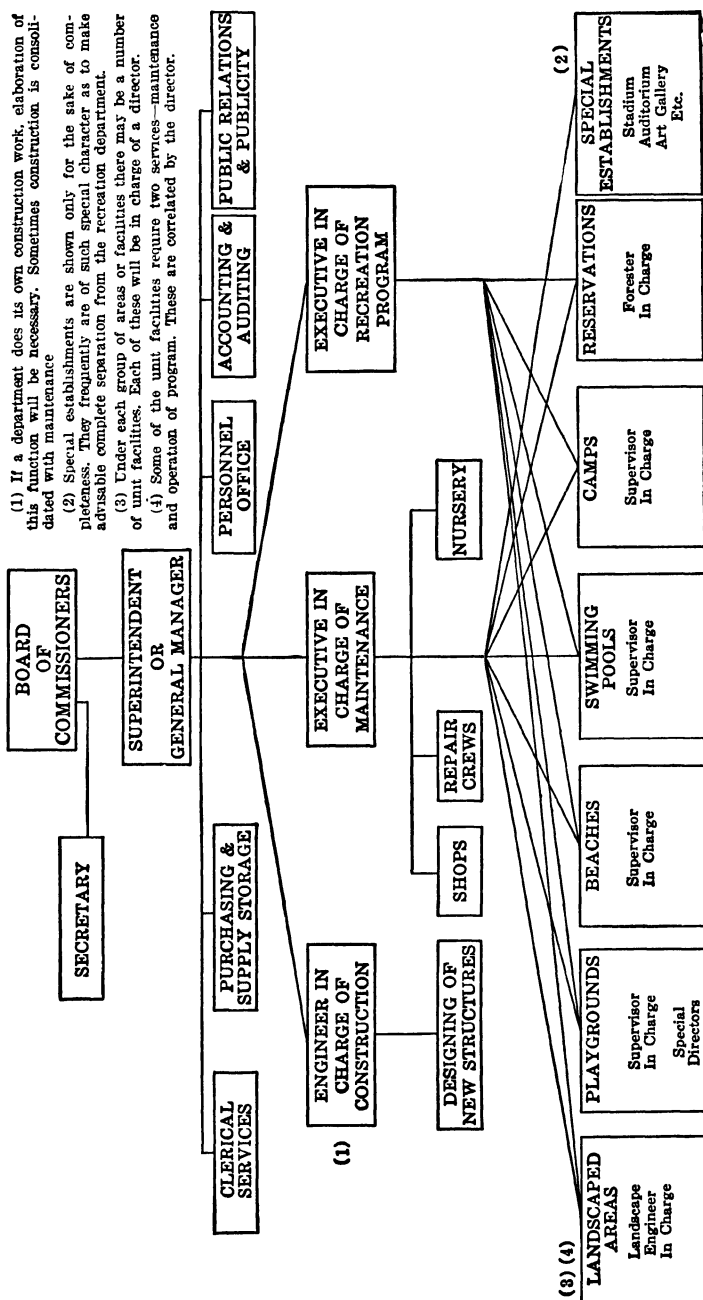 BOARD
OF
COMMISSIONERS
(1) If a department does its own construction work, elaboration of
this function will be necessary. Sometimes construction is consoli-
dated with maintenance
(2) Special establishments are shown only for the sake of com-
pleteness. They frequently are of such special character as to make
advisable complete separation from the recreation department.
(3) Under each group of areas or facilities there may be a number
of unit facilities. Each of these will be in charge of a director.
(4) Some of the unit facilities require two services—maintenance
and operation of program. These are correlated by the director.
SECRETARY
SUPERINTENDENT
OR
GENERAL MANAGER
CLERICAL
SERVICES
PURCHASING &
SUPPLY STORAGE
PERSONNEL
OFFICE
ACCOUNTING &
AUDITING
PUBLIC RELATIONS
& PUBLICITY
(1)
ENGINEER IN
CHARGE OF
CONSTRUCTION
EXECUTIVE IN
CHARGE OF
MAINTENANCE
EXECUTIVE IN
CHARGE OF
RECREATION
PROGRAM
DESIGNING OF
NEW STRUCTURES
SHOPS
REPAIR
CREWS
NURSERY
(3) (4)
LANDSCAPED
AREAS
Landscape
Engineer
In Charge
PLAYGROUNDS
Supervisor
In Charge
Special
Directors
BEACHES
Supervisor
In Charge
SWIMMING
POOLS
Supervisor
In Charge
CAMPS
Supervisor
In Charge
RESERVATIONS
Forester
In Charge
(2)
SPECIAL
ESTABLISHMENTS
Stadium
Auditorium
Art Gallery
Etc.